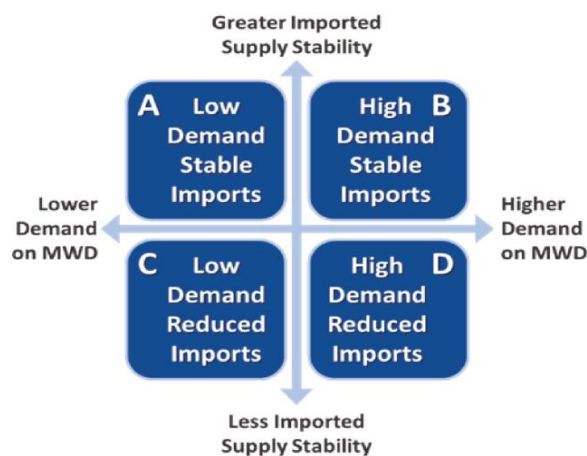 Greater Imported
Supply Stability
A Low
Demand
Stable
Imports
High B
Demand
Stable
Imports
Lower
Demand
on MWD
Higher
Demand
on MWD
C Low
Demand
Reduced
Imports
High D
Demand
Reduced
Imports
Less Imported
Supply Stability